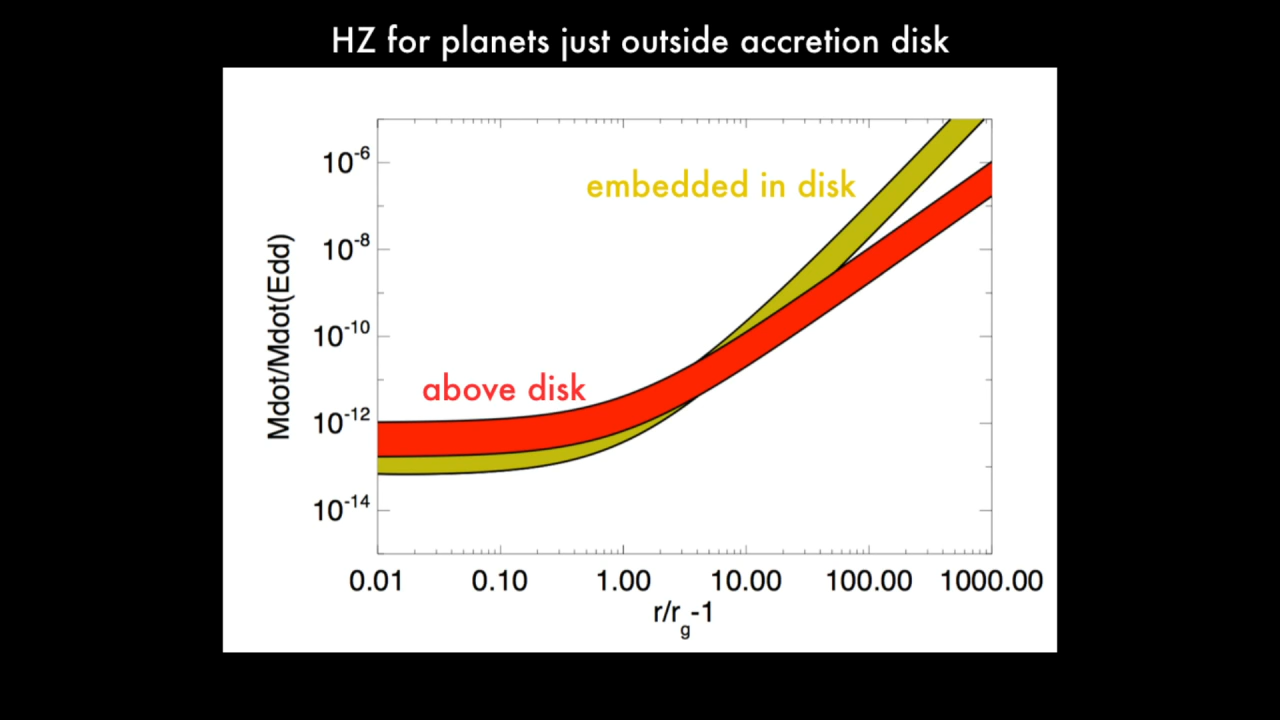 HZ for planets just outside accretion disk
embedded in disk
above disk
Mdot/Mdot(Edd)
10^-6
10^-8
10^-10
10^-12
10^-14
0.01 0.10 1.00 10.00 100.00 1000.00
r/r_g-1